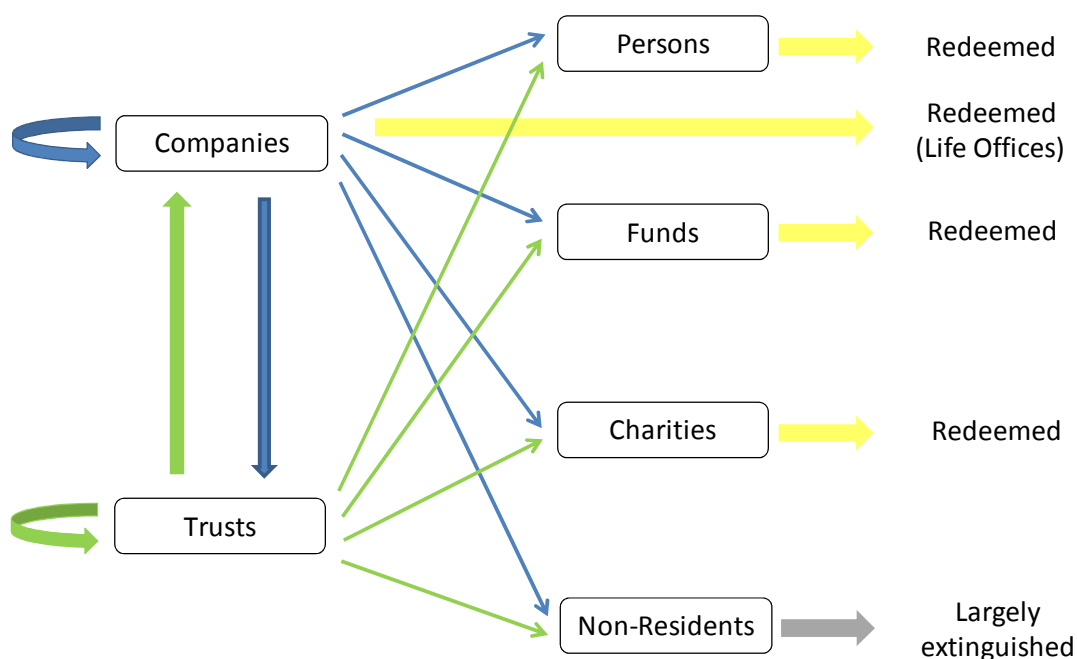 Persons
Redeemed
Companies
Redeemed
(Life Offices)
Funds
Redeemed
Charities
Redeemed
Trusts
Non-Residents
Largely
extinguished